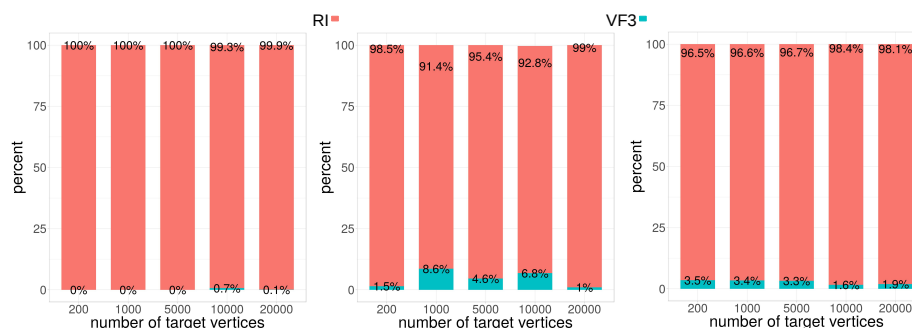 RI VF3
100 100% 100% 100% 99.3% 99.9%
75
50
25
0 0% 0% 0% 0.7% 0.1%
200 1000 5000 10000 20000
number of target vertices
percent
100 98.5% 91.4% 95.4% 92.8% 99%
75
50
25
0 1.5% 8.6% 4.6% 6.8% 1%
200 1000 5000 10000 20000
number of target vertices
percent
100 96.5% 96.6% 96.7% 98.4% 98.1%
75
50
25
0 3.5% 3.4% 3.3% 1.6% 1.9%
200 1000 5000 10000 20000
number of target vertices
percent